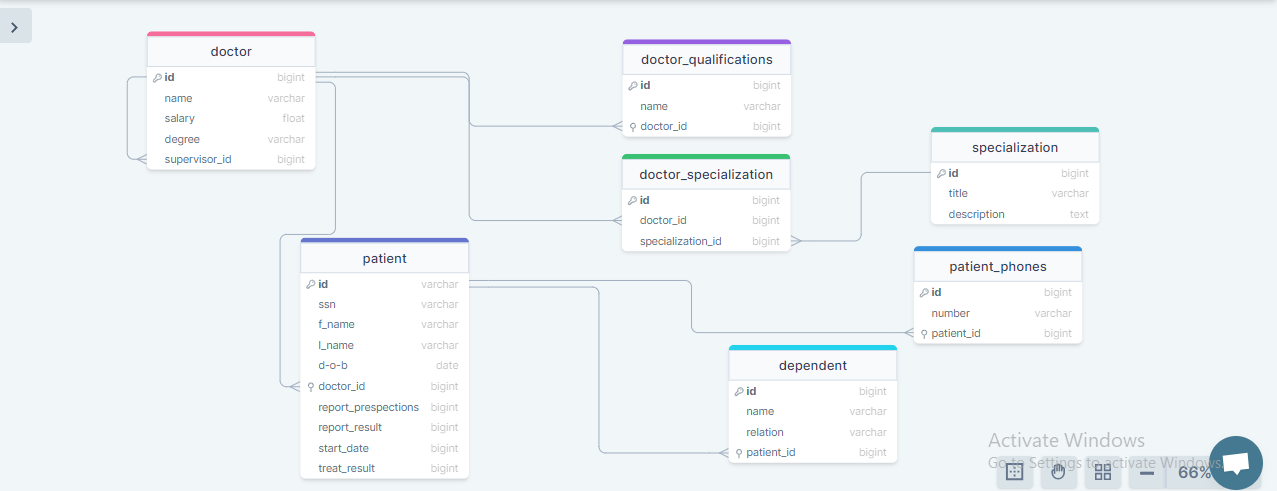 doctor
id bigint
name varchar
salary float
degree varchar
supervisor_id bigint
doctor_qualifications
id bigint
name varchar
doctor_id bigint
doctor_specialization
id bigint
doctor_id bigint
specialization_id bigint
specialization
id bigint
title varchar
description text
patient
id varchar
ssn varchar
f_name varchar
l_name varchar
d-o-b date
doctor_id bigint
report_prespections bigint
report_result bigint
start_date bigint
treat_result bigint
patient_phones
id bigint
number varchar
patient_id bigint
dependent
id bigint
name varchar
relation varchar
patient_id bigint
Activate Windows
Go to Settings to activate Windows.
66%